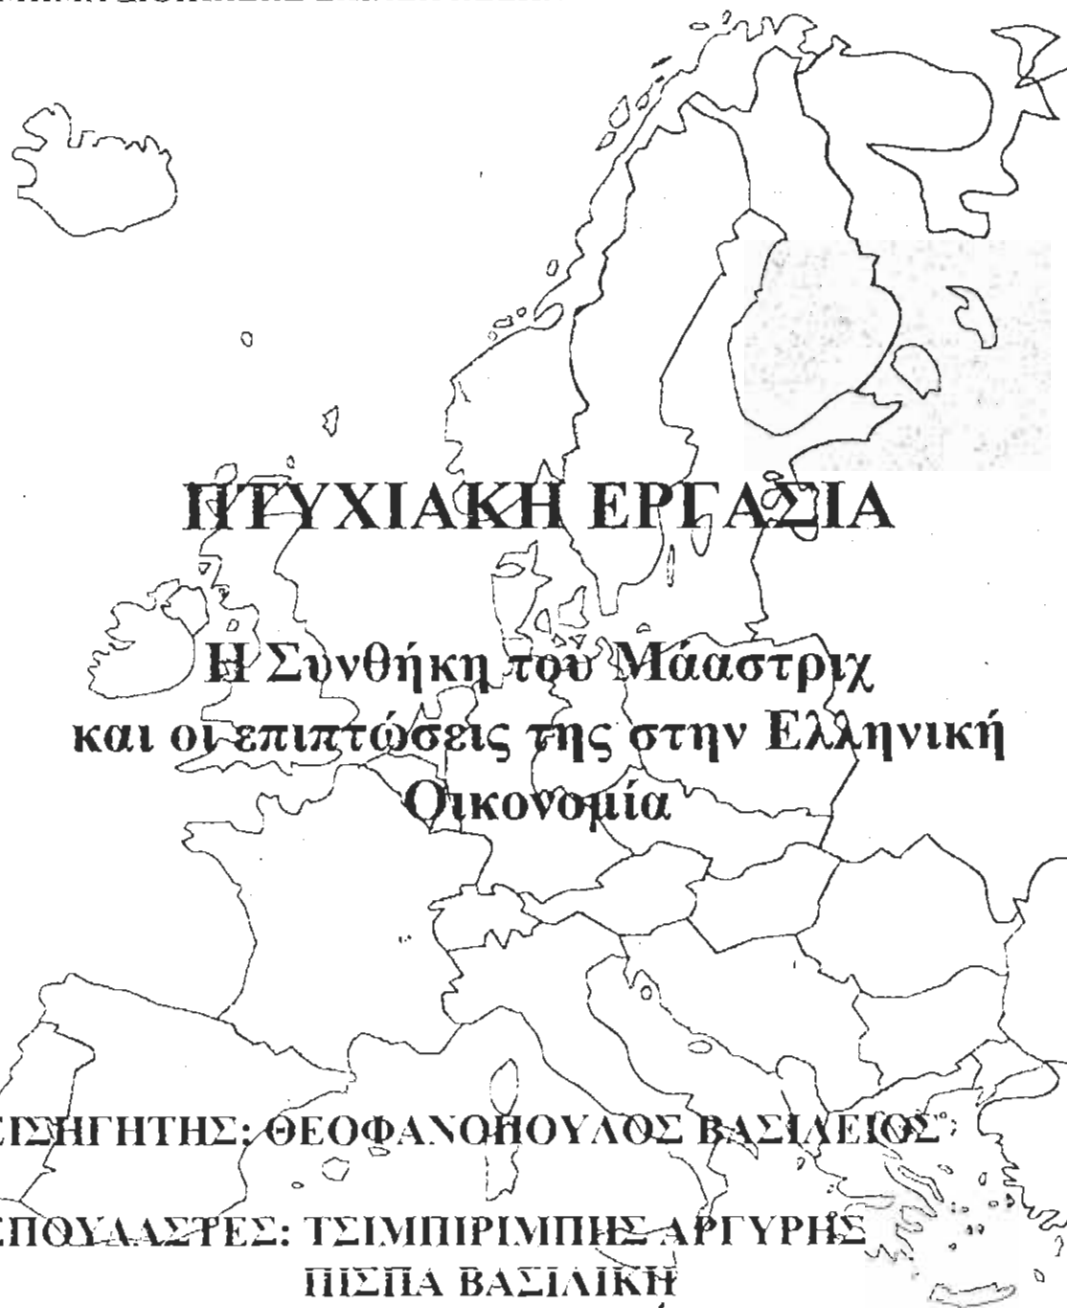 ΠΤΥΧΙΑΚΗ ΕΡΓΑΣΙΑ
Η Συνθήκη του Μάαστριχ
και οι επιπτώσεις της στην Ελληνική
Οικονομία
ΕΙΣΗΓΗΤΗΣ: ΘΕΟΦΑΝΟΠΟΥΛΟΣ ΒΑΣΙΛΕΙΟΣ
ΣΠΟΥΔΑΣΤΕΣ: ΤΣΙΜΠΙΡΙΜΠΗΣ ΑΡΓΥΡΗΣ
ΠΙΣΠΑ ΒΑΣΙΛΙΚΗ